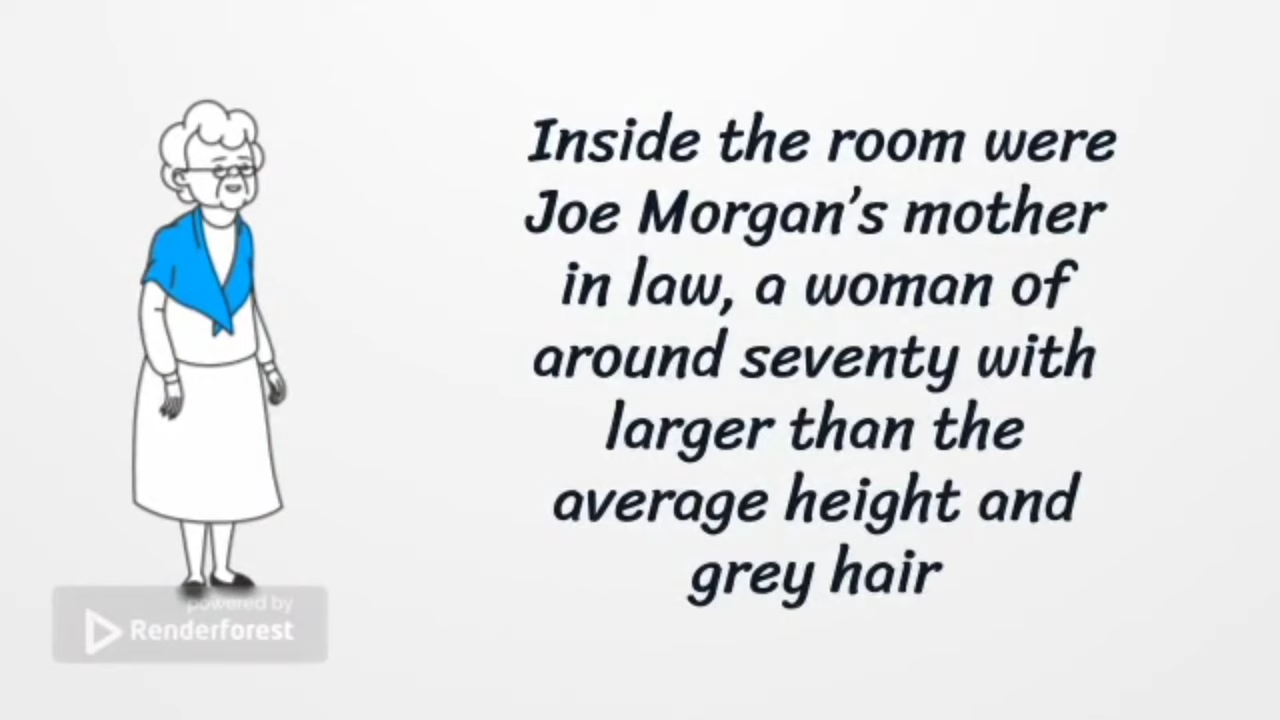 Inside the room were
Joe Morgan’s mother
in law, a woman of
around seventy with
larger than the
average height and
grey hair
powered by
Renderforest